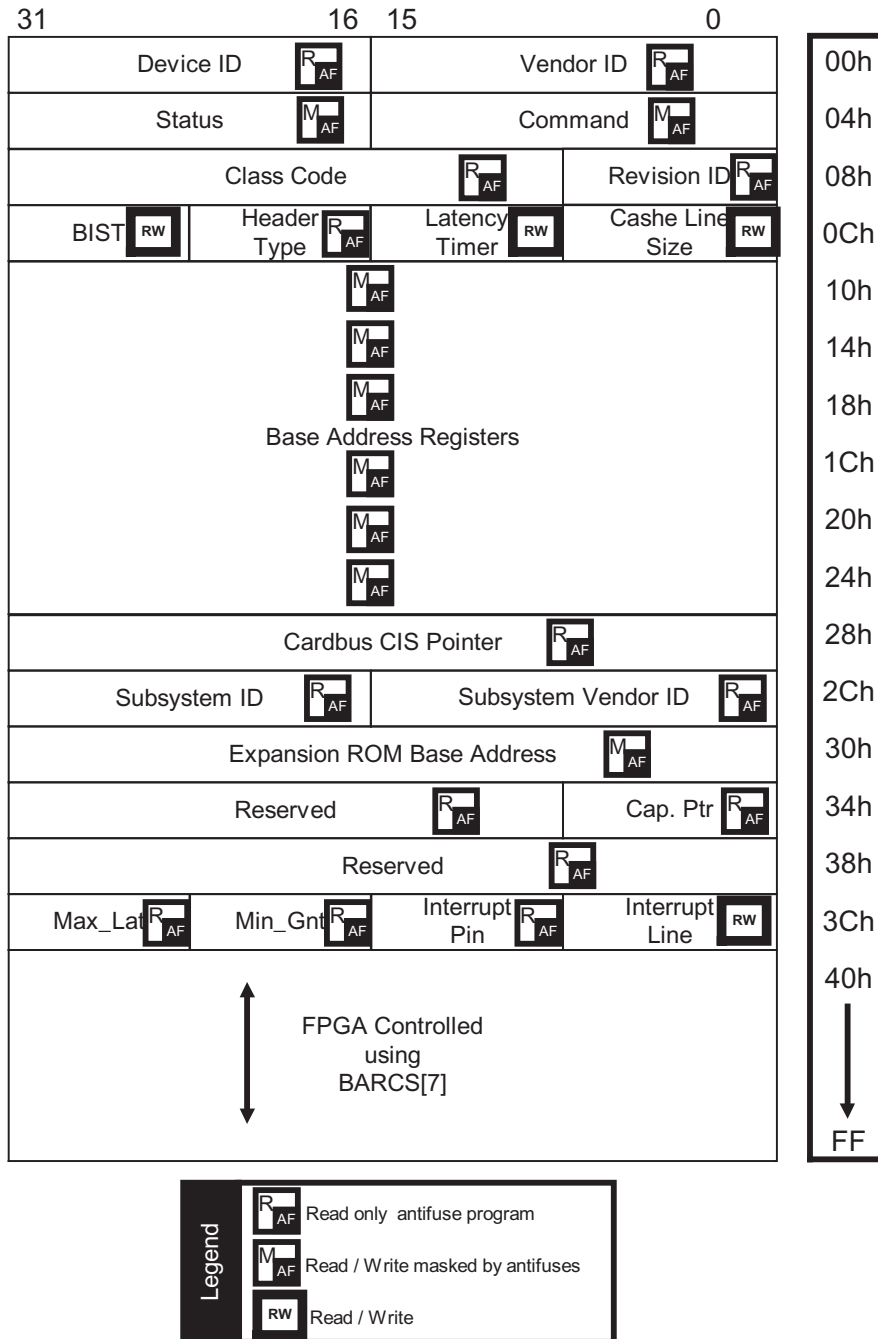 31 16 15 0
Device ID R AF Vendor ID R AF 00h
Status M AF Command M AF 04h
Class Code R AF Revision ID R AF 08h
BIST RW Header Type R AF Latency Timer RW Cashe Line Size RW 0Ch
M AF 10h
M AF 14h
M AF 18h
Base Address Registers
M AF 1Ch
M AF 20h
M AF 24h
Cardbus CIS Pointer R AF 28h
Subsystem ID R AF Subsystem Vendor ID R AF 2Ch
Expansion ROM Base Address M AF 30h
Reserved R AF Cap. Ptr R AF 34h
Reserved R AF 38h
Max_Lat R AF Min_Gnt R AF Interrupt Pin R AF Interrupt Line RW 3Ch
40h
FPGA Controlled
using
BARCS[7]
FF
Legend
R AF Read only antifuse program
M AF Read / Write masked by antifuses
RW Read / Write